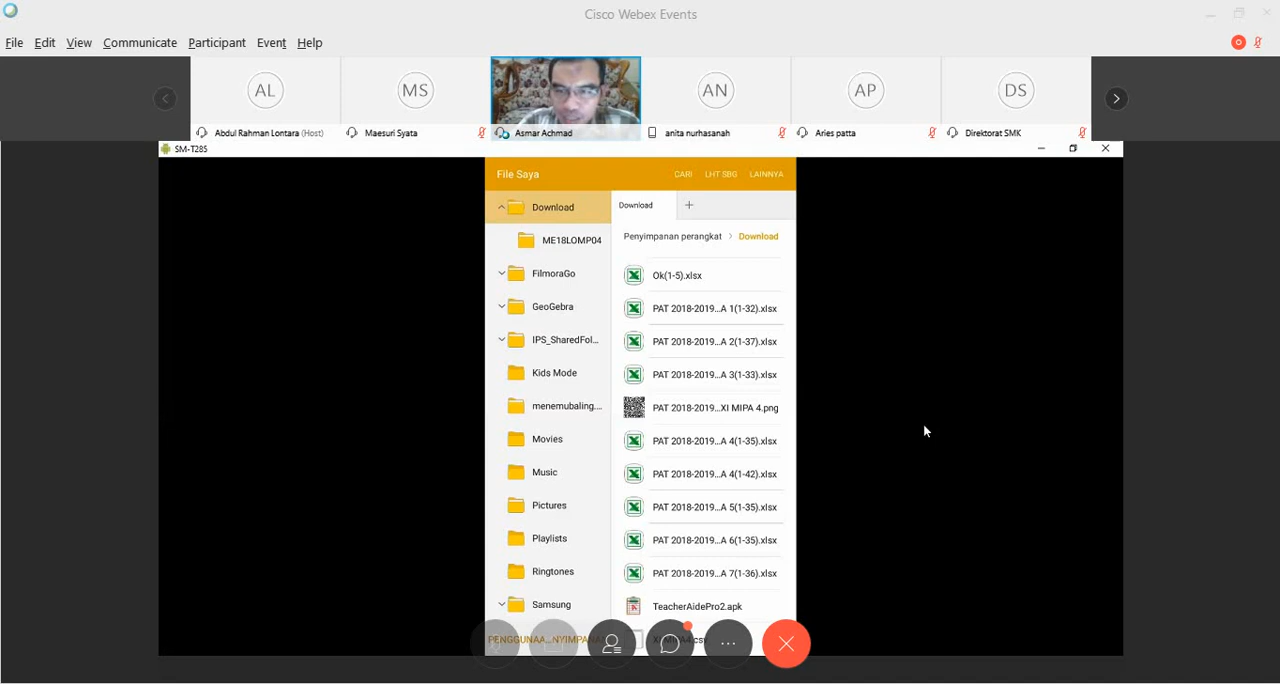 Cisco Webex Events
File Edit View Communicate Participant Event Help
AL MS AN AP DS
Abdul Rahman Lontara (Host) Maesuri Syata Asmar Achmad anita nurhasanah Aries patta Direktorat SMK
SM-T285
File Saya CARI LHT SBG LAINNYA
Download
ME18LOMP04
FilmoraGo
GeoGebra
IPS_SharedFol...
Kids Mode
menemubaling....
Movies
Music
Pictures
Playlists
Ringtones
Samsung
PENGGUNAA...
Download +
Penyimpanan perangkat > Download
Ok(1-5).xlsx
PAT 2018-2019...A 1(1-32).xlsx
PAT 2018-2019...A 2(1-37).xlsx
PAT 2018-2019...A 3(1-33).xlsx
PAT 2018-2019...XI MIPA 4.png
PAT 2018-2019...A 4(1-35).xlsx
PAT 2018-2019...A 4(1-42).xlsx
PAT 2018-2019...A 5(1-35).xlsx
PAT 2018-2019...A 6(1-35).xlsx
PAT 2018-2019...A 7(1-36).xlsx
TeacherAidePro2.apk